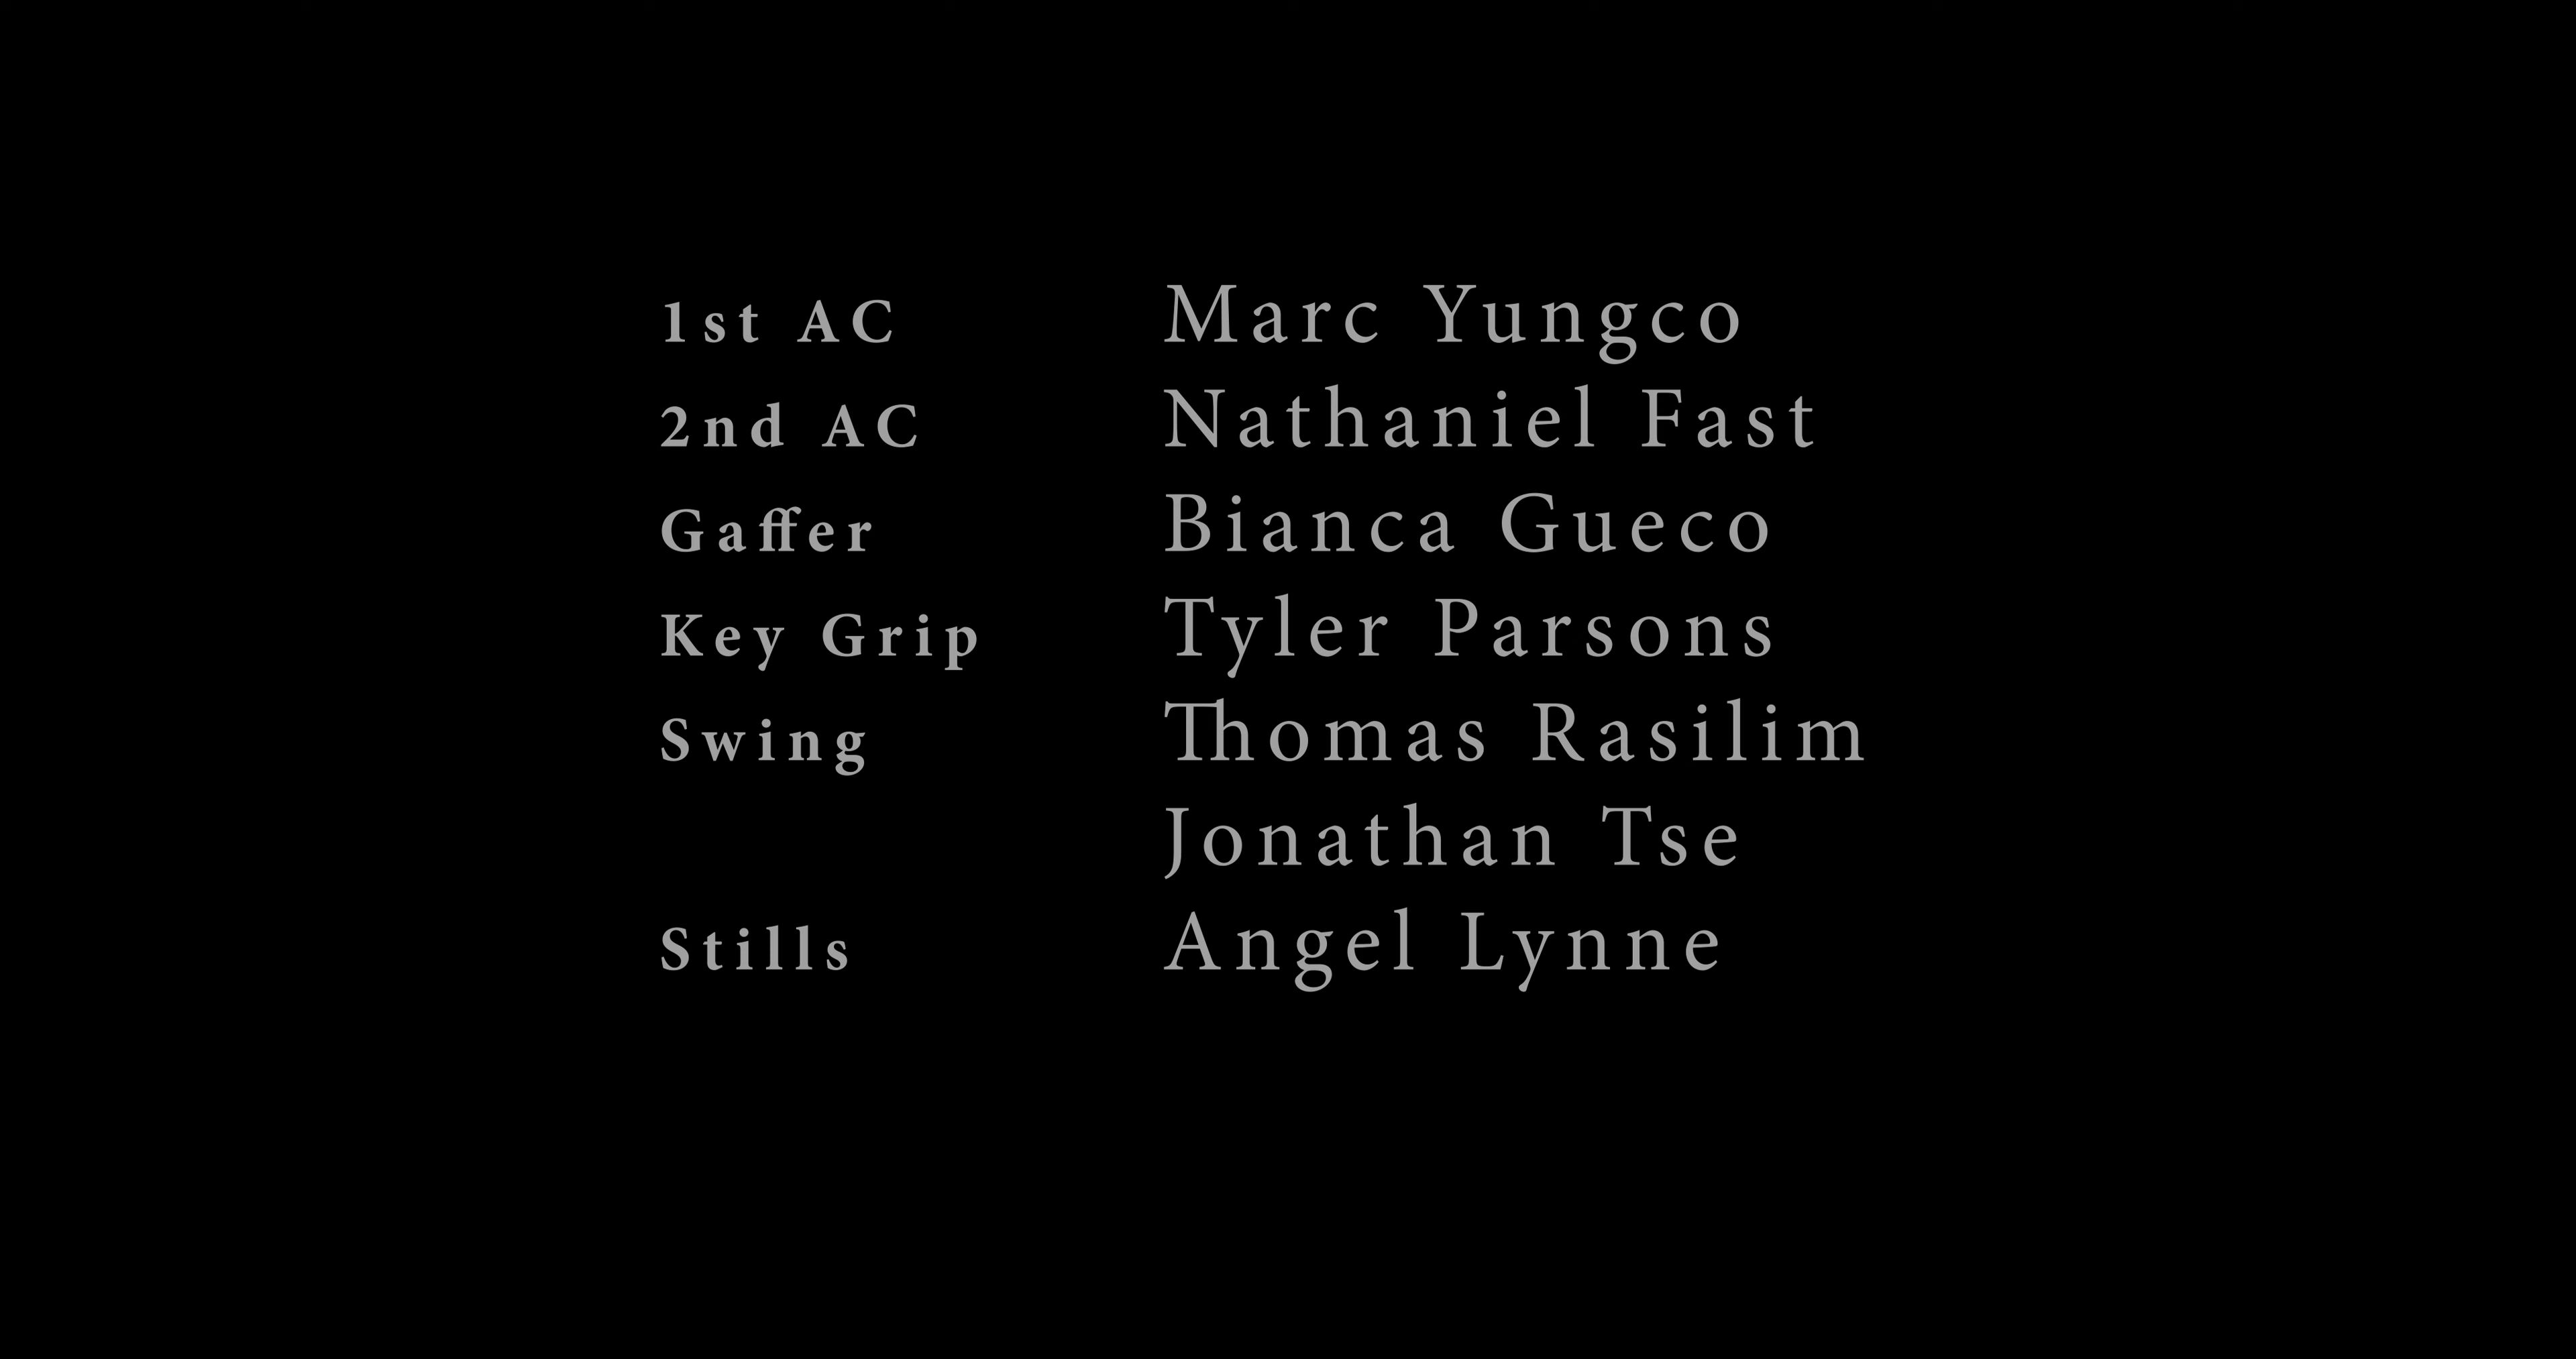 1st AC Marc Yungco
2nd AC Nathaniel Fast
Gaffer Bianca Gueco
Key Grip Tyler Parsons
Swing Thomas Rasilim
Jonathan Tse
Stills Angel Lynne